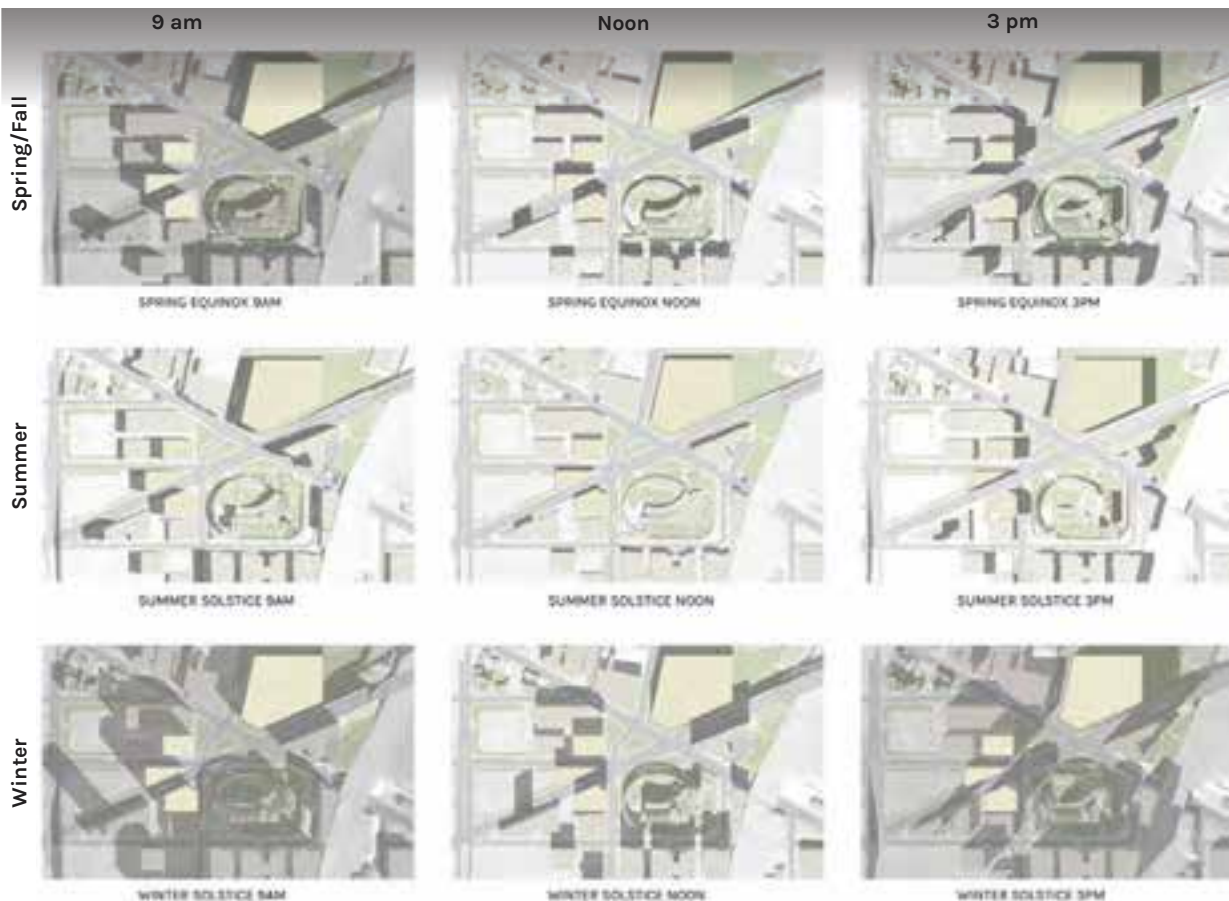 9 am
Noon
3 pm
Spring/Fall
SPRING EQUINOX 9AM
SPRING EQUINOX NOON
SPRING EQUINOX 3PM
Summer
SUMMER SOLSTICE 9AM
SUMMER SOLSTICE NOON
SUMMER SOLSTICE 3PM
Winter
WINTER SOLSTICE 9AM
WINTER SOLSTICE NOON
WINTER SOLSTICE 3PM